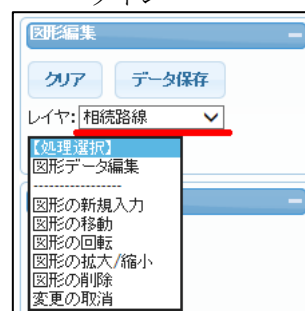 図形編集
クリア
データ保存
レイヤ: 相続路線
【処理選択】
図形データ編集
----------------
図形の新規入力
図形の移動
図形の回転
図形の拡大/縮小
図形の削除
変更の取消